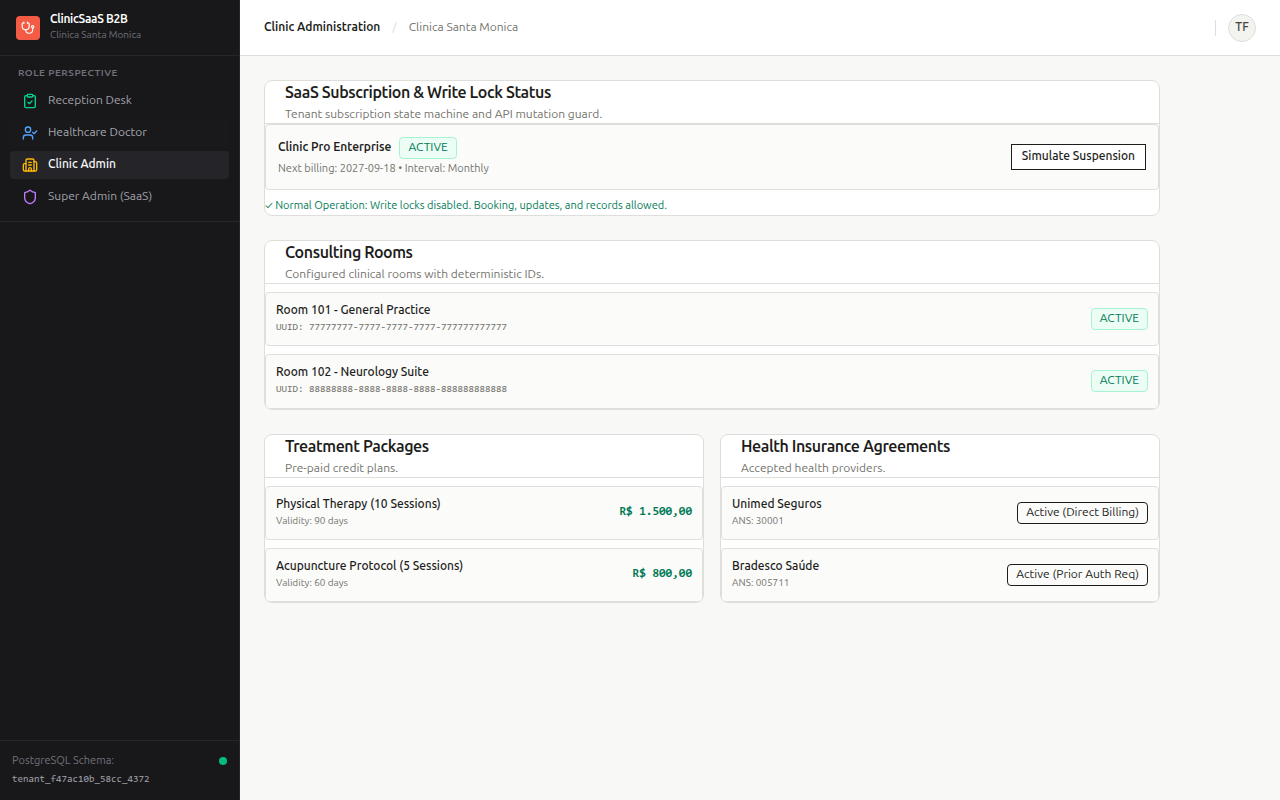 ClinicSaaS B2B
Clinica Santa Monica
ROLE PERSPECTIVE
Reception Desk
Healthcare Doctor
Clinic Admin
Super Admin (SaaS)
PostgreSQL Schema:
tenant_f47ac10b_58cc_4372
Clinic Administration / Clinica Santa Monica
TF
SaaS Subscription & Write Lock Status
Tenant subscription state machine and API mutation guard.
Clinic Pro Enterprise ACTIVE
Next billing: 2027-09-18 • Interval: Monthly
Simulate Suspension
✓ Normal Operation: Write locks disabled. Booking, updates, and records allowed.
Consulting Rooms
Configured clinical rooms with deterministic IDs.
Room 101 - General Practice
UUID: 77777777-7777-7777-7777-777777777777
ACTIVE
Room 102 - Neurology Suite
UUID: 88888888-8888-8888-8888-888888888888
ACTIVE
Treatment Packages
Pre-paid credit plans.
Physical Therapy (10 Sessions)
Validity: 90 days
R$ 1.500,00
Acupuncture Protocol (5 Sessions)
Validity: 60 days
R$ 800,00
Health Insurance Agreements
Accepted health providers.
Unimed Seguros
ANS: 30001
Active (Direct Billing)
Bradesco Saúde
ANS: 005711
Active (Prior Auth Req)